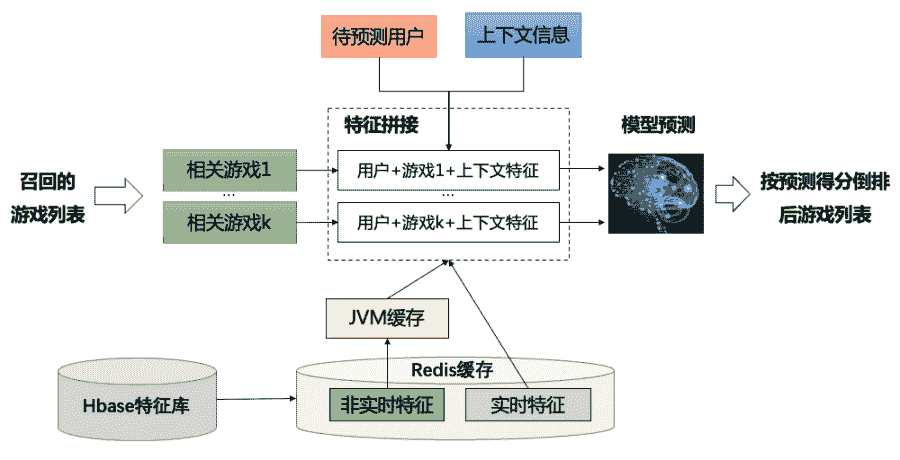 待预测用户
上下文信息
特征拼接
模型预测
召回的
游戏列表
相关游戏1
...
相关游戏k
用户+游戏1+上下文特征
...
用户+游戏k+上下文特征
按预测得分倒排
后游戏列表
JVM缓存
Redis缓存
Hbase特征库
非实时特征
实时特征